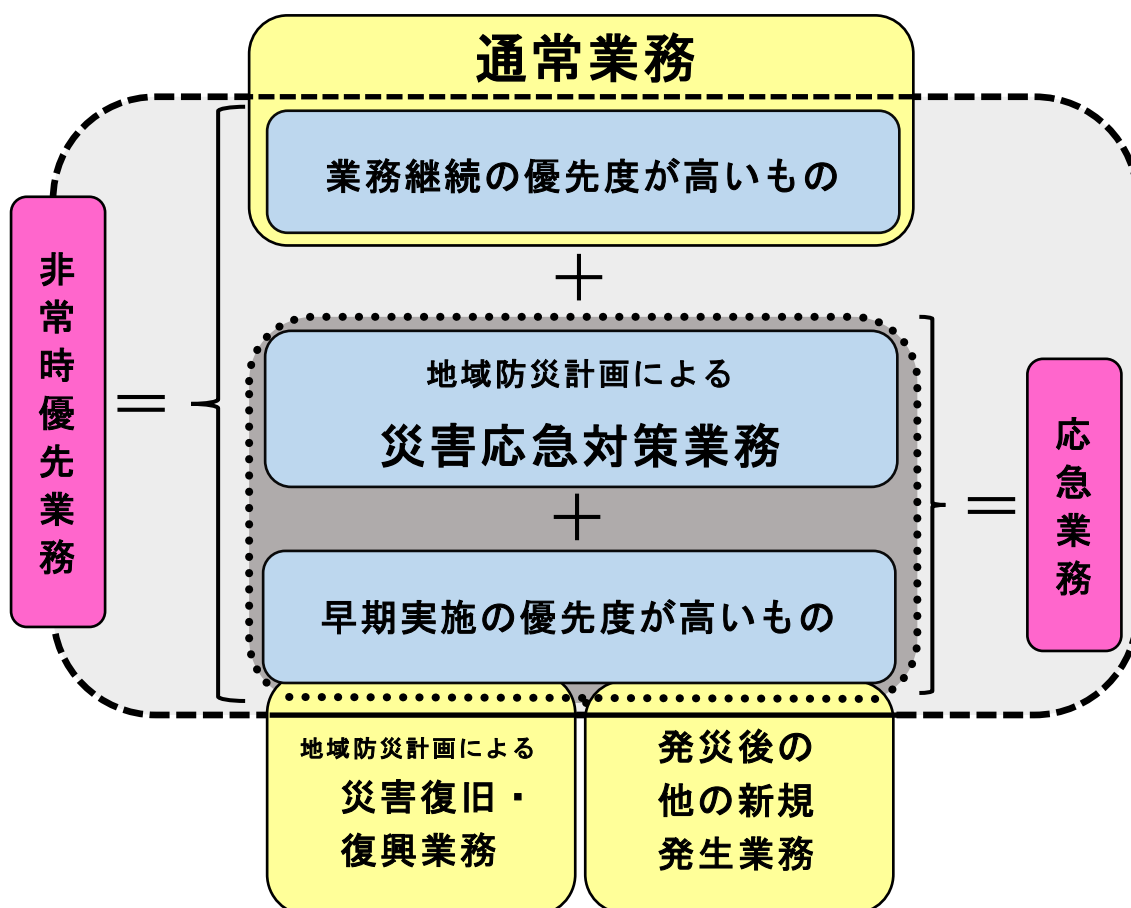 通常業務
業務継続の優先度が高いもの
＋
非常時優先業務
＝
地域防災計画による
災害応急対策業務
＋
早期実施の優先度が高いもの
＝
応急業務
地域防災計画による
災害復旧・
復興業務
発災後の
他の新規
発生業務